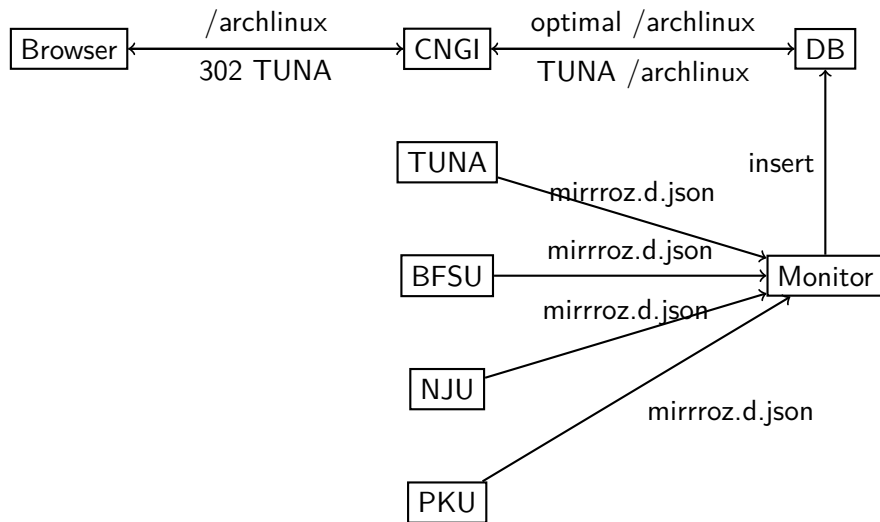 /archlinux
optimal /archlinux
Browser
CNGI
DB
302 TUNA
TUNA /archlinux
TUNA
insert
mirrroz.d.json
mirrroz.d.json
BFSU
Monitor
mirrroz.d.json
NJU
mirrroz.d.json
PKU